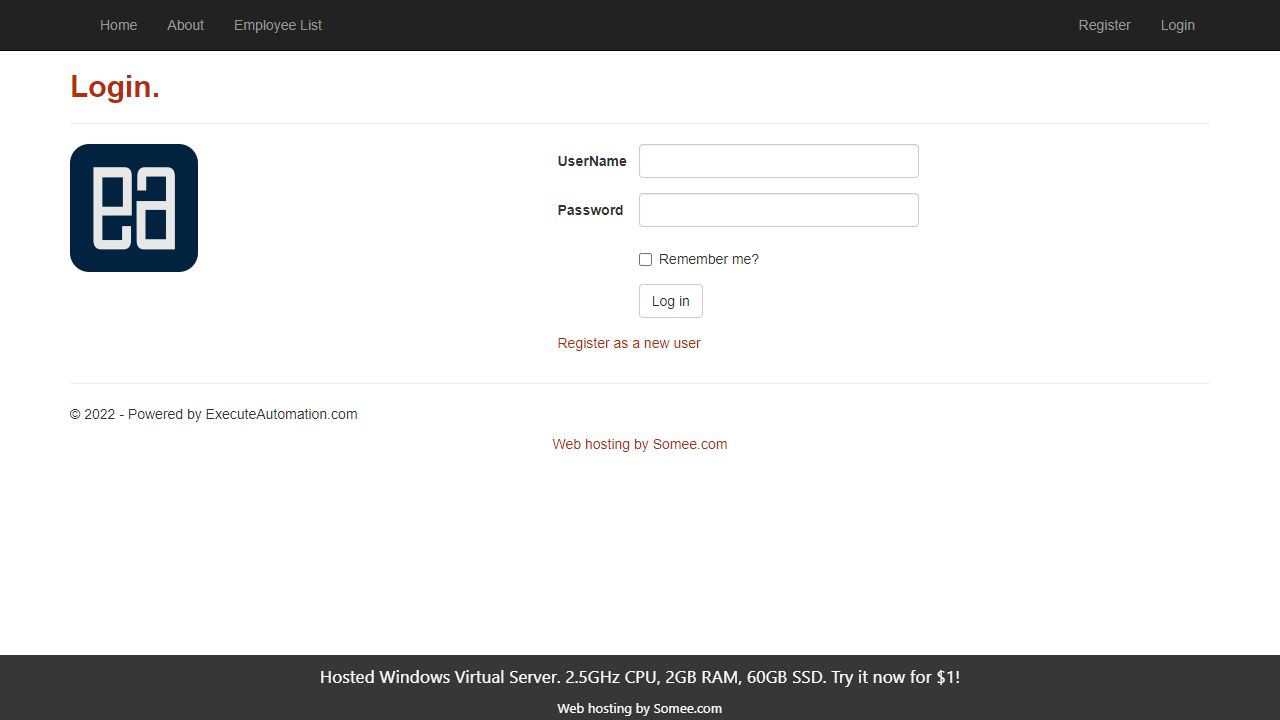 Home About Employee List Register Login
Login.
ea
UserName
Password
Remember me?
Log in
Register as a new user
© 2022 - Powered by ExecuteAutomation.com
Web hosting by Somee.com
Hosted Windows Virtual Server. 2.5GHz CPU, 2GB RAM, 60GB SSD. Try it now for $1!
Web hosting by Somee.com